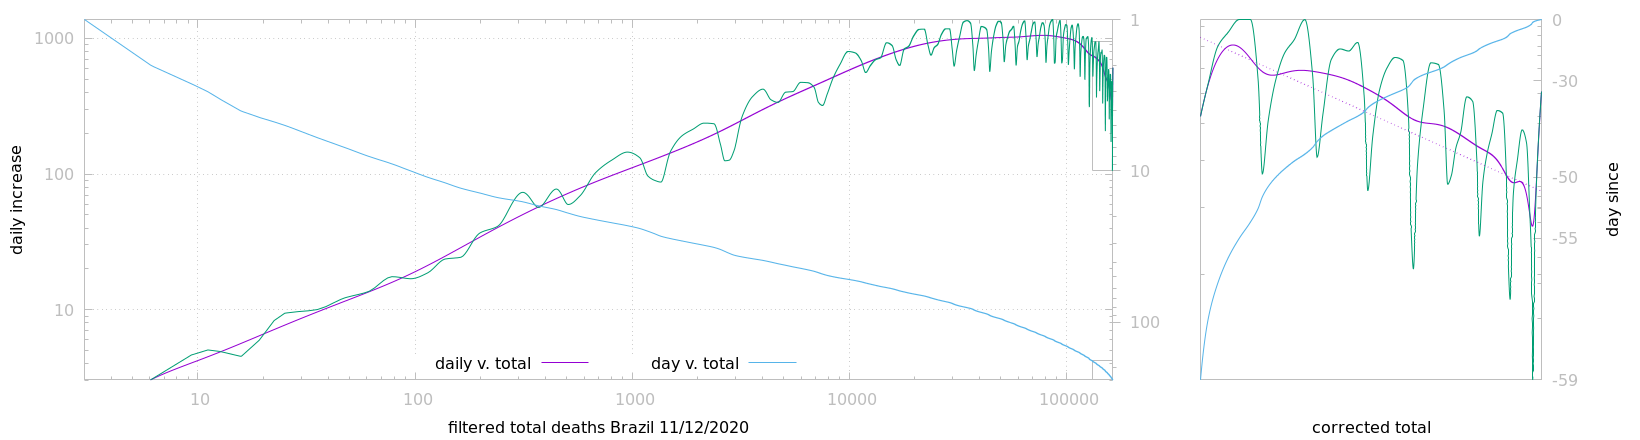 1000
100
10
daily increase
10
100
1000
10000
100000
filtered total deaths Brazil 11/12/2020
daily v. total
day v. total
1
10
100
0
-30
-50
-55
-59
day since
corrected total